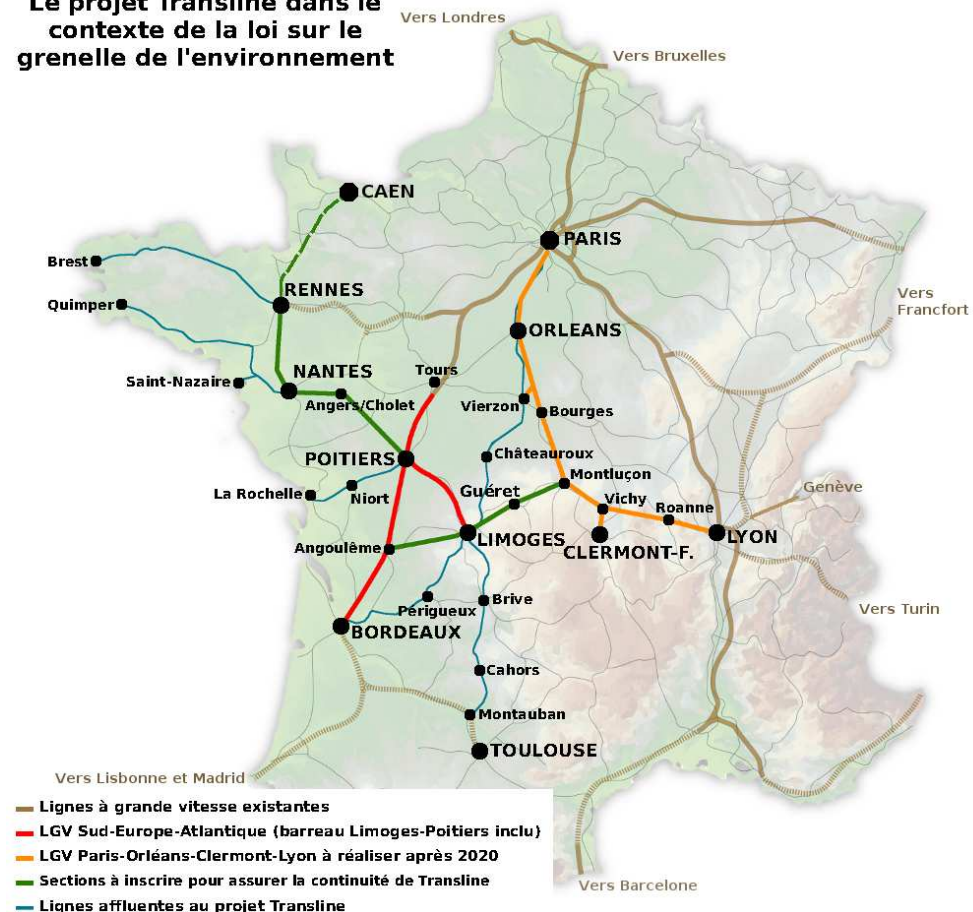 Le projet Transline dans le
contexte de la loi sur le
grenelle de l'environnement
Vers Londres
Vers Bruxelles
CAEN
PARIS
Brest
RENNES
Quimper
Vers
Francfort
ORLEANS
NANTES
Tours
Saint-Nazaire
Angers/Cholet
Vierzon
Bourges
POITIERS
Châteauroux
Montluçon
La Rochelle
Niort
Guéret
Vichy
Genève
Roanne
LIMOGES
LYON
Angoulême
CLERMONT-F.
Périgueux
Brive
Vers Turin
BORDEAUX
Cahors
Montauban
TOULOUSE
Vers Lisbonne et Madrid
Lignes à grande vitesse existantes
LGV Sud-Europe-Atlantique (barreau Limoges-Poitiers inclu)
LGV Paris-Orléans-Clermont-Lyon à réaliser après 2020
Sections à inscrire pour assurer la continuité de Transline
Vers Barcelone
Lignes affluentes au projet Transline